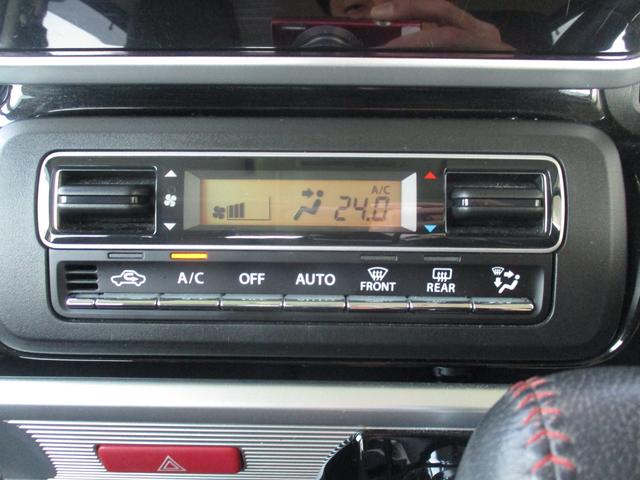 A/C
24.0
A/C OFF AUTO FRONT REAR